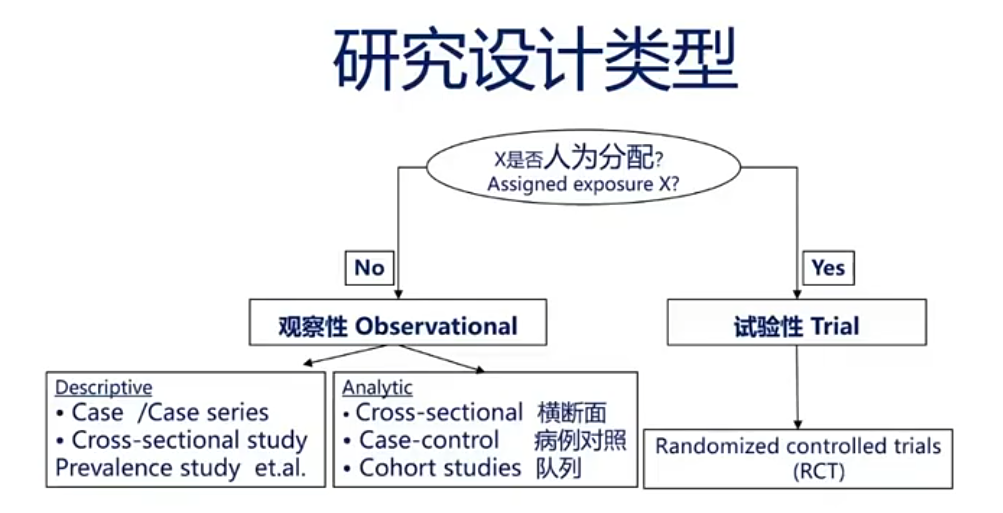 研究设计类型
X是否人为分配?
Assigned exposure X?
No
Yes
观察性 Observational
试验性 Trial
Descriptive
• Case /Case series
• Cross-sectional study
Prevalence study et.al.
Analytic
• Cross-sectional 横断面
• Case-control 病例对照
• Cohort studies 队列
Randomized controlled trials
(RCT)